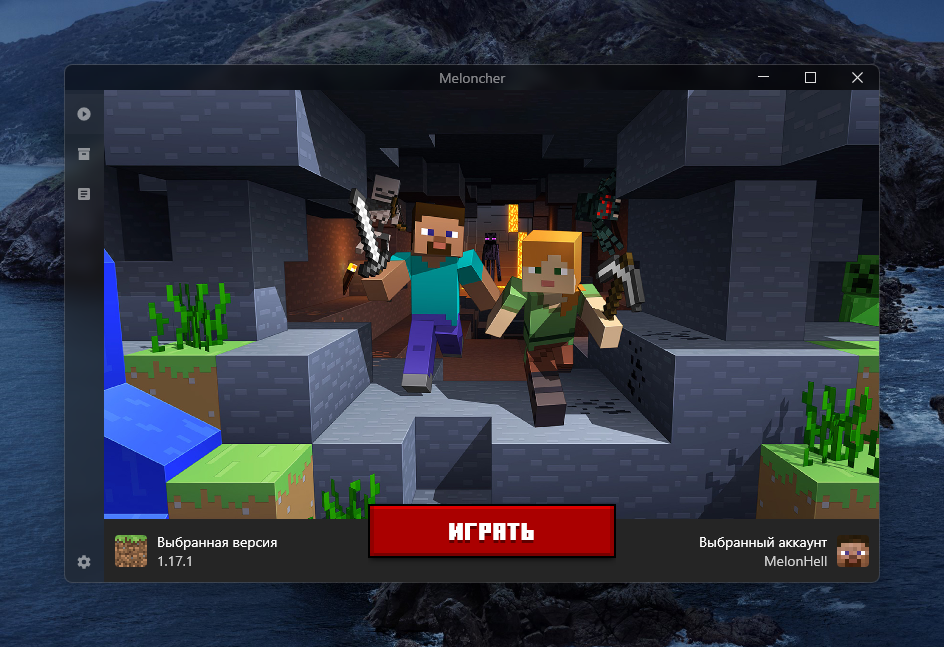 Meloncher
ИГРАТЬ
Выбранная версия
1.17.1
Выбранный аккаунт
MelonHell